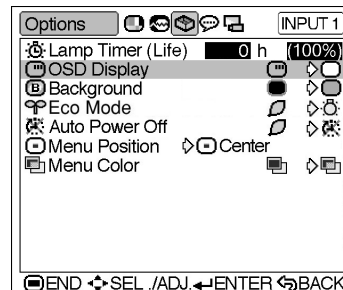 Options INPUT 1
Lamp Timer (Life) 0 h (100%)
OSD Display
B Background
Eco Mode
Auto Power Off
Menu Position Center
Menu Color
END SEL ./ADJ. ENTER BACK